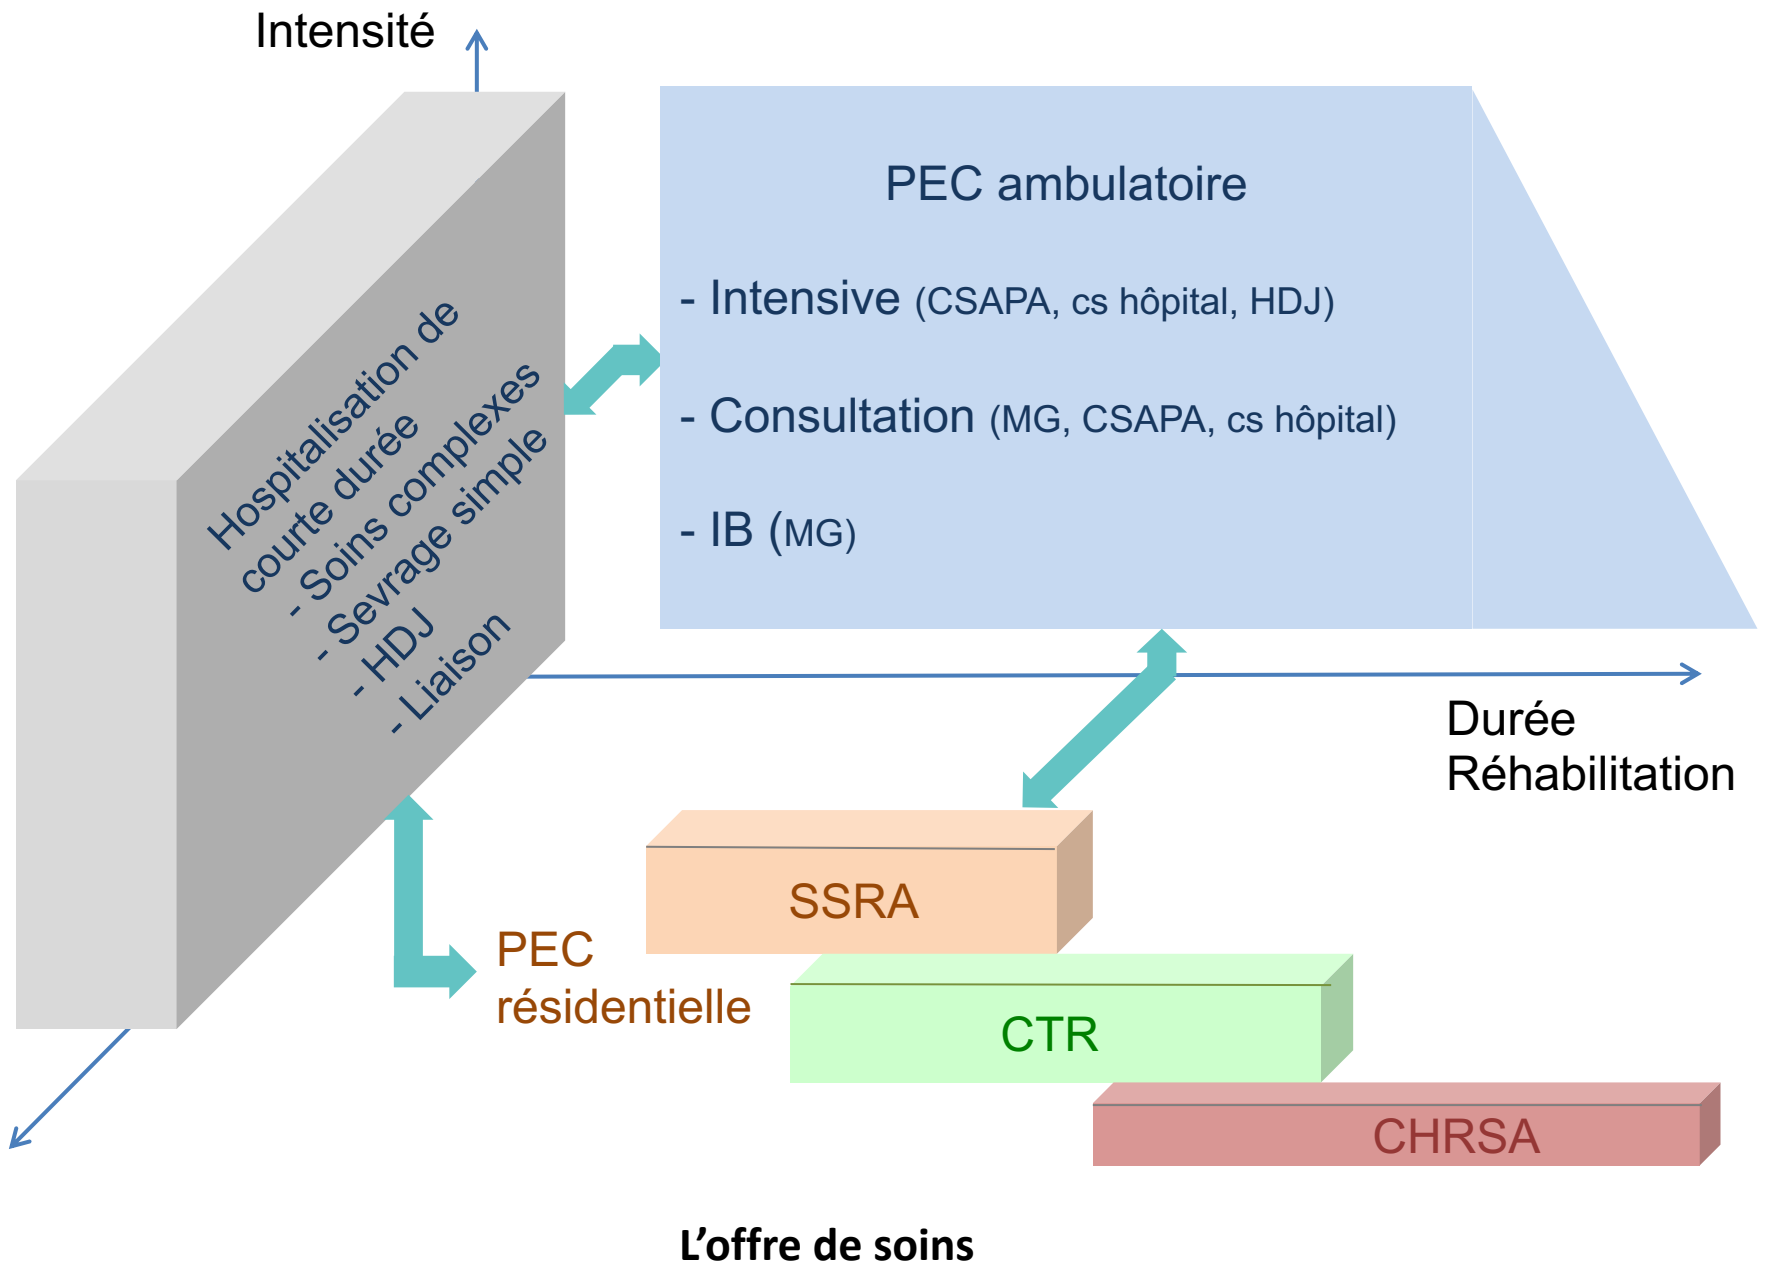 Intensité
PEC ambulatoire
- Intensive (CSAPA, cs hôpital, HDJ)
- Consultation (MG, CSAPA, cs hôpital)
- IB (MG)
Hospitalisation de
courte durée
- Soins complexes
- Sevrage simple
- HDJ
- Liaison
Durée
Réhabilitation
SSRA
PEC
résidentielle
CTR
CHRSA
L’offre de soins